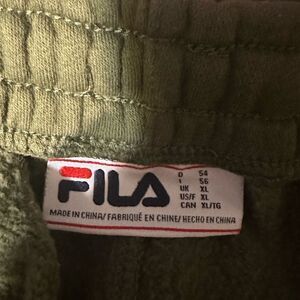 FILA
D 54
I 56
UK XL
US/F XL
CAN XL/TG
MADE IN CHINA/ FABRIQUÉ EN CHINE/ HECHO EN CHINA